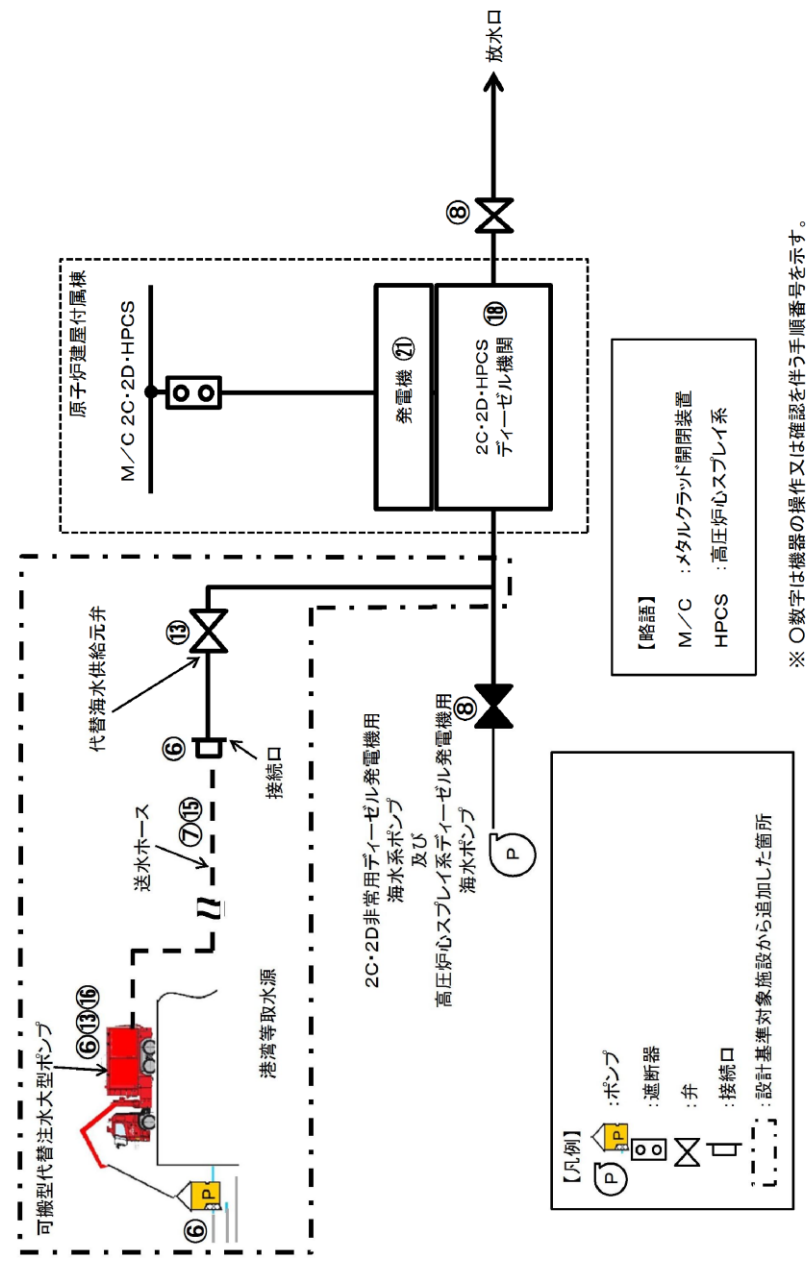 可搬型代替注水大型ポンプ
⑥⑬⑯
⑥
P
港湾等取水源
送水ホース
⑦⑮
⑥
接続口
代替海水供給元弁
⑬
原子炉建屋付属棟
M／C 2C・2D・HPCS
発電機 ㉑
2C・2D・HPCS
ディーゼル機関
⑱
⑧
放水口
2C・2D非常用ディーゼル発電機用
海水系ポンプ
及び
高圧炉心スプレイ系ディーゼル発電機用
海水ポンプ
⑧
P
【凡例】
P
P
：ポンプ
：遮断器
：弁
：接続口
：設計基準対象施設から追加した箇所
【略語】
M／C ：メタルクラッド開閉装置
HPCS ：高圧炉心スプレイ系
※ ○数字は機器の操作又は確認を伴う手順番号を示す。